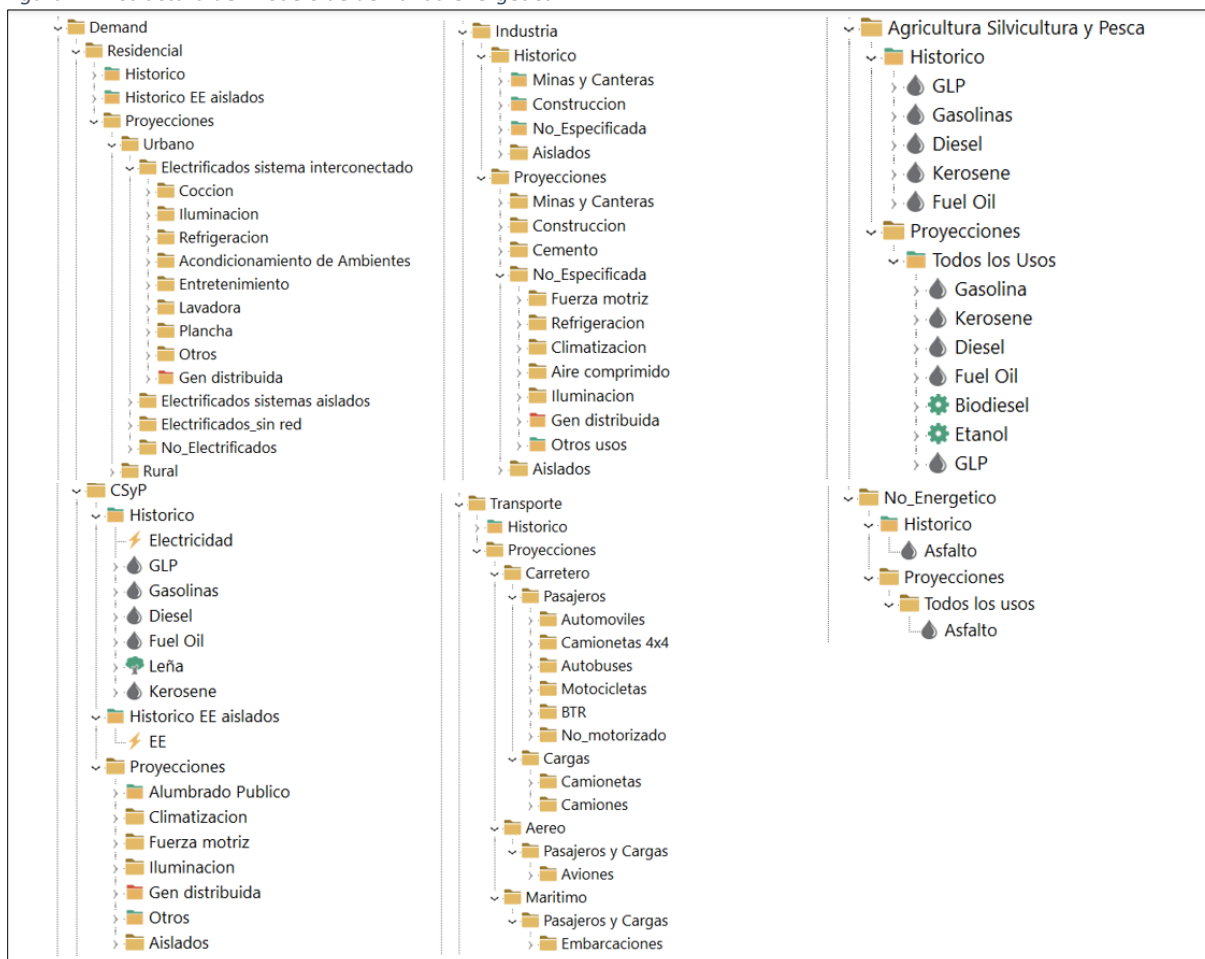 Demand
Residencial
Historico
Historico EE aislados
Proyecciones
Urbano
Electrificados sistema interconectado
Coccion
Iluminacion
Refrigeracion
Acondicionamiento de Ambientes
Entretenimiento
Lavadora
Plancha
Otros
Gen distribuida
Electrificados sistemas aislados
Electrificados_sin red
No_Electrificados
Rural
CSyP
Historico
Electricidad
GLP
Gasolinas
Diesel
Fuel Oil
Leña
Kerosene
Historico EE aislados
EE
Proyecciones
Alumbrado Publico
Climatizacion
Fuerza motriz
Iluminacion
Gen distribuida
Otros
Aislados
Industria
Historico
Minas y Canteras
Construccion
No_Especificada
Aislados
Proyecciones
Minas y Canteras
Construccion
Cemento
No_Especificada
Fuerza motriz
Refrigeracion
Climatizacion
Aire comprimido
Iluminacion
Gen distribuida
Otros usos
Aislados
Transporte
Historico
Proyecciones
Carretero
Pasajeros
Automoviles
Camionetas 4x4
Autobuses
Motocicletas
BTR
No_motorizado
Cargas
Camionetas
Camiones
Aereo
Pasajeros y Cargas
Aviones
Maritimo
Pasajeros y Cargas
Embarcaciones
Agricultura Silvicultura y Pesca
Historico
GLP
Gasolinas
Diesel
Kerosene
Fuel Oil
Proyecciones
Todos los Usos
Gasolina
Kerosene
Diesel
Fuel Oil
Biodiesel
Etanol
GLP
No_Energetico
Historico
Asfalto
Proyecciones
Todos los usos
Asfalto